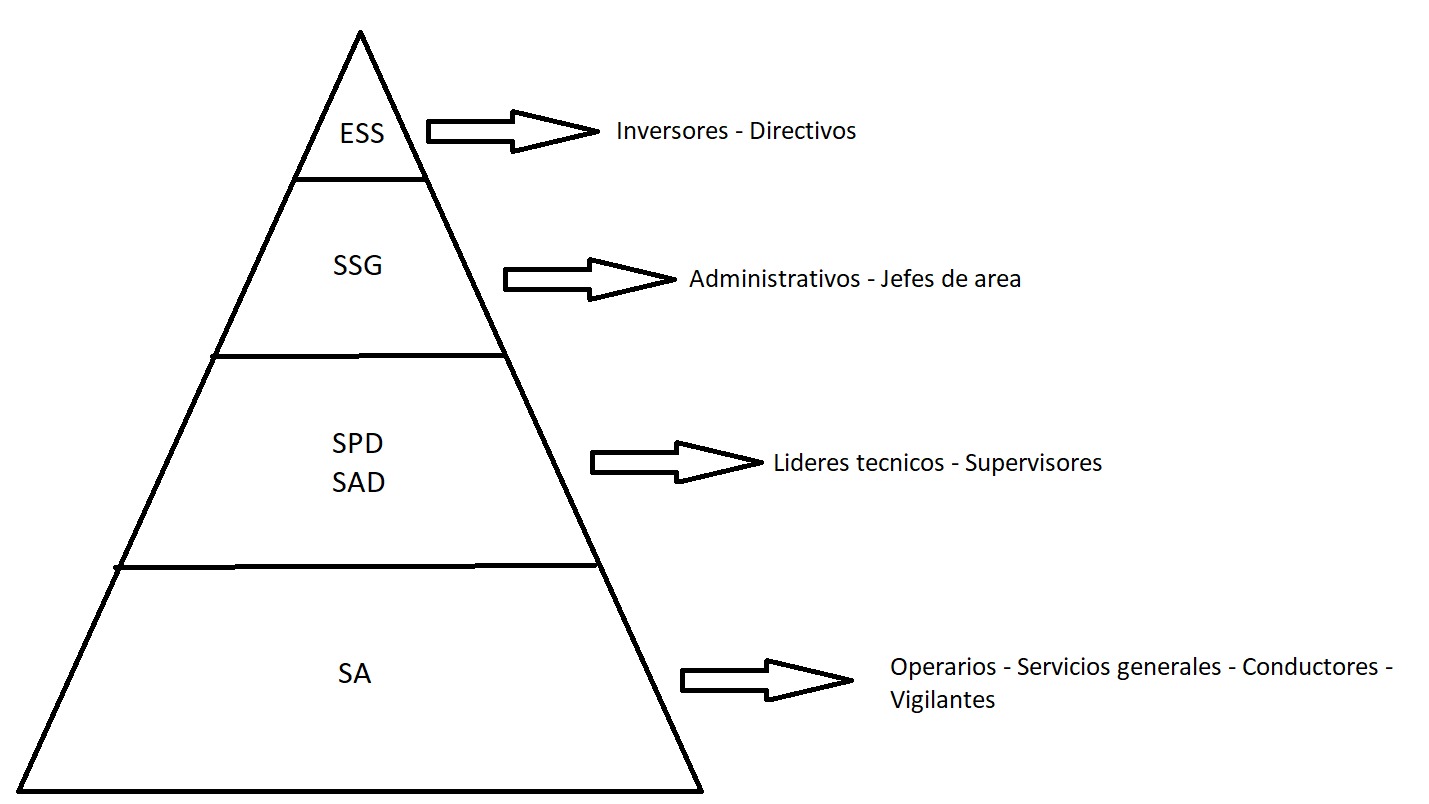 ESS
Inversores - Directivos
SSG
Administrativos - Jefes de area
SPD
SAD
Lideres tecnicos - Supervisores
SA
Operarios - Servicios generales - Conductores -
Vigilantes